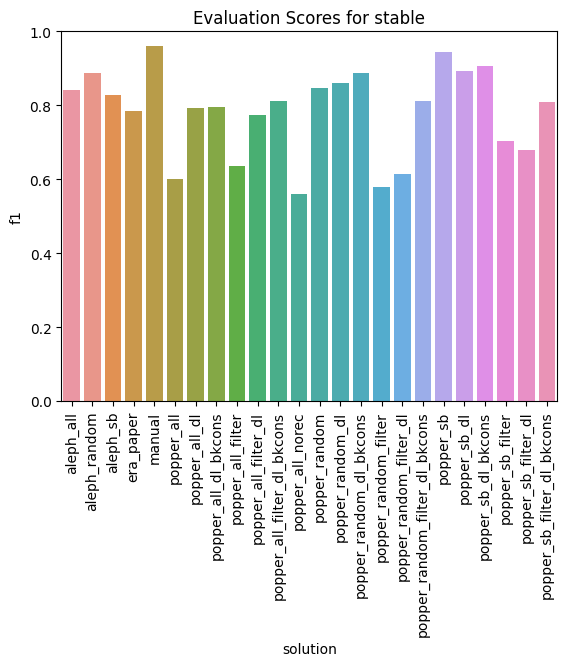 Evaluation Scores for stable
1.0
0.8
0.6
0.4
0.2
0.0
f1
aleph_all
aleph_random
aleph_sb
era_paper
manual
popper_all
popper_all_dl
popper_all_dl_bkcons
popper_all_filter
popper_all_filter_dl
popper_all_filter_dl_bkcons
popper_all_norec
popper_random
popper_random_dl
popper_random_dl_bkcons
popper_random_filter
popper_random_filter_dl
popper_random_filter_dl_bkcons
popper_sb
popper_sb_dl
popper_sb_dl_bkcons
popper_sb_filter
popper_sb_filter_dl
popper_sb_filter_dl_bkcons
solution